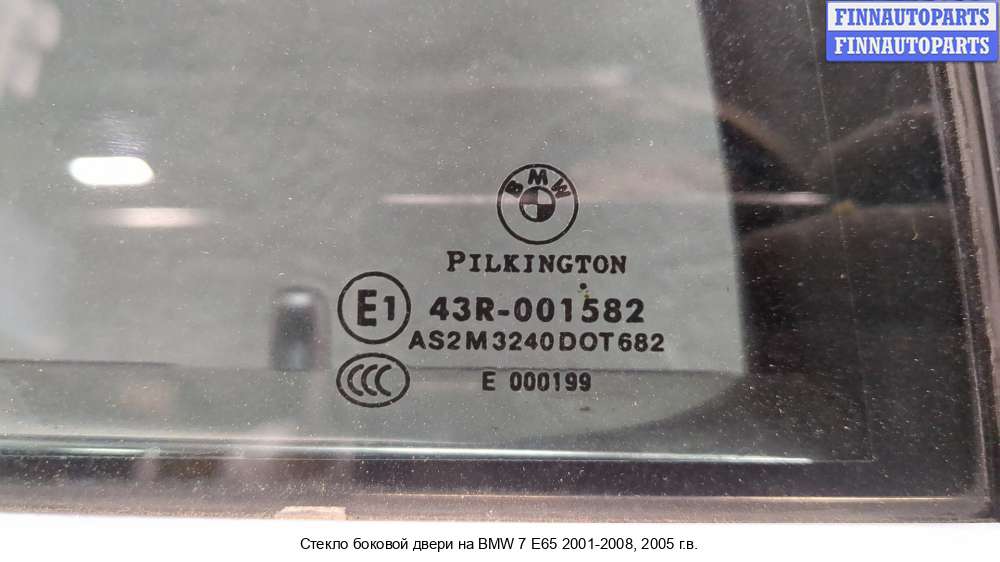 FINNAUTOPARTS
FINNAUTOPARTS
BMW
PILKINGTON
E1 43R-001582
AS2M3240DOT682
CCC E 000199
Стекло боковой двери на BMW 7 E65 2001-2008, 2005 г.в.